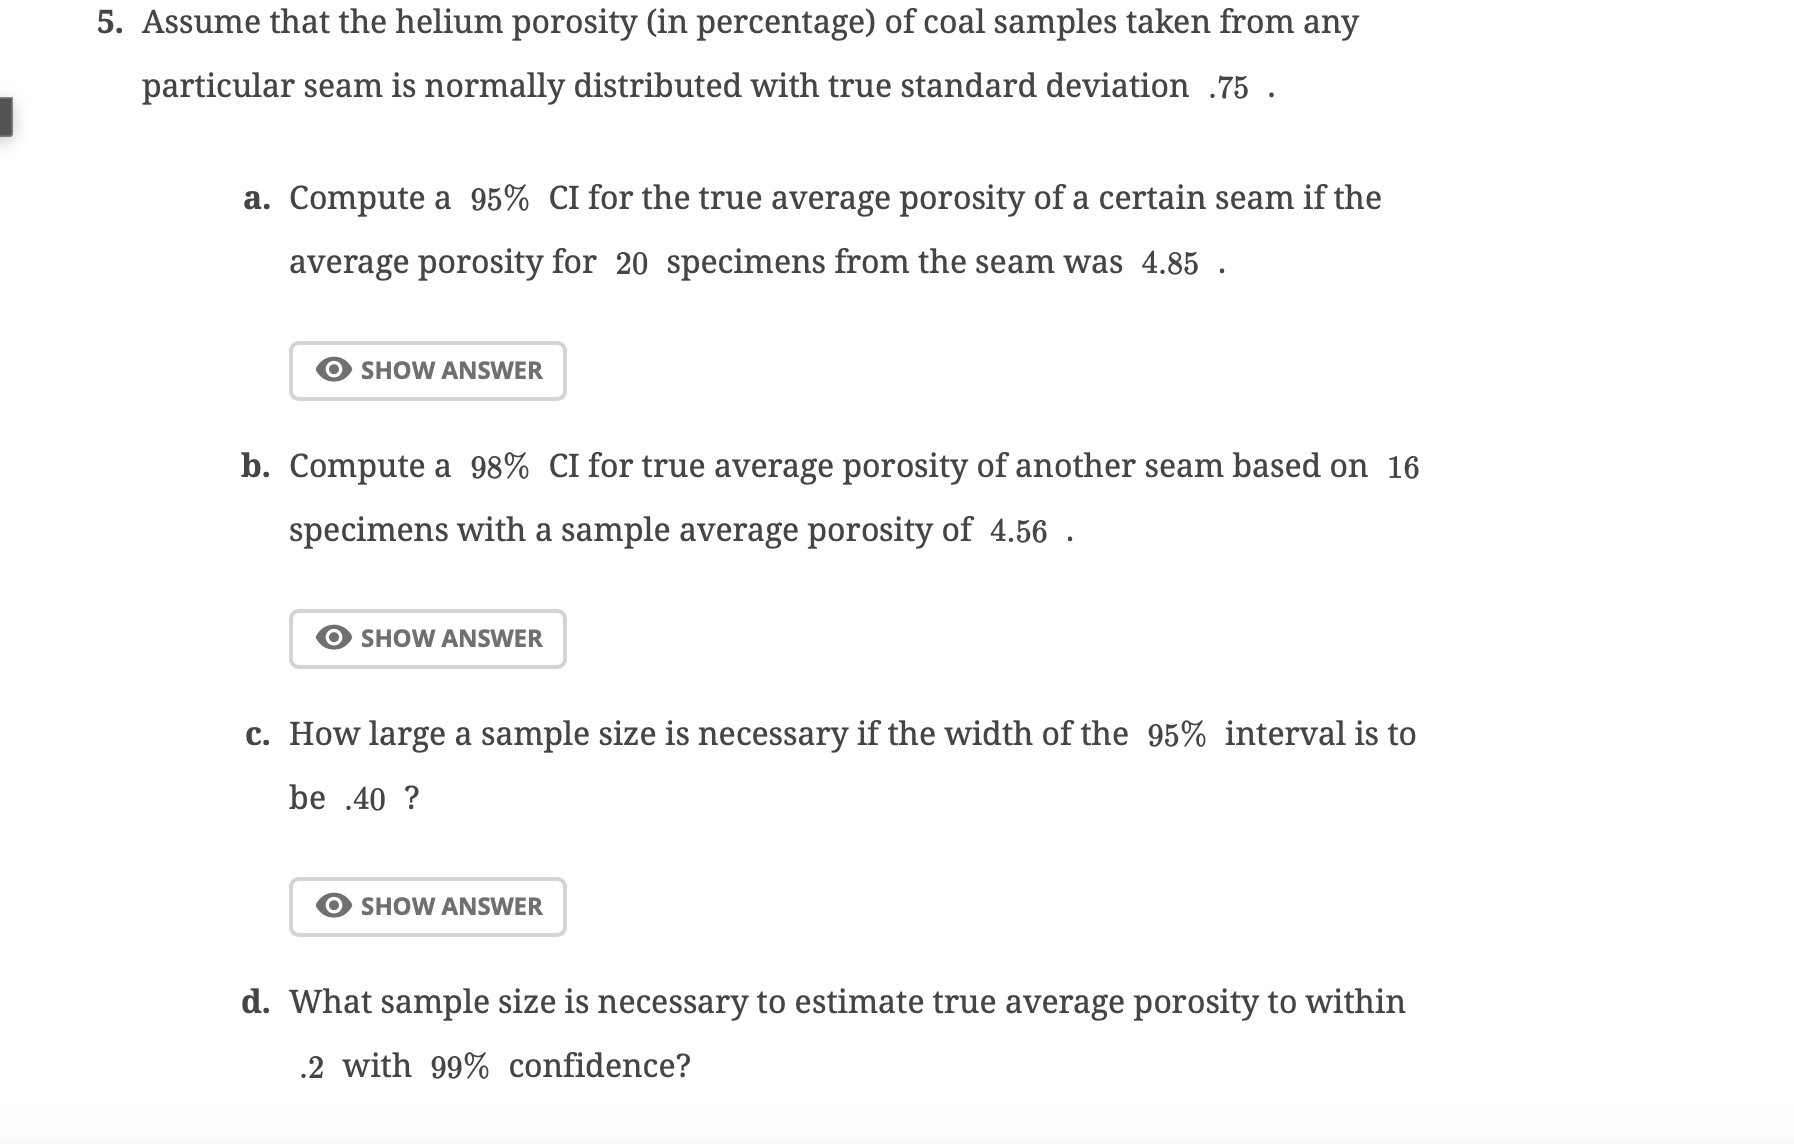 5. Assume that the helium porosity (in percentage) of coal samples taken from any
particular seam is normally distributed with true standard deviation .75 .
a. Compute a 95% CI for the true average porosity of a certain seam if the
average porosity for 20 specimens from the seam was 4.85 .
SHOW ANSWER
b. Compute a 98% CI for true average porosity of another seam based on 16
specimens with a sample average porosity of 4.56 .
SHOW ANSWER
c. How large a sample size is necessary if the width of the 95% interval is to
be .40 ?
SHOW ANSWER
d. What sample size is necessary to estimate true average porosity to within
.2 with 99% confidence?